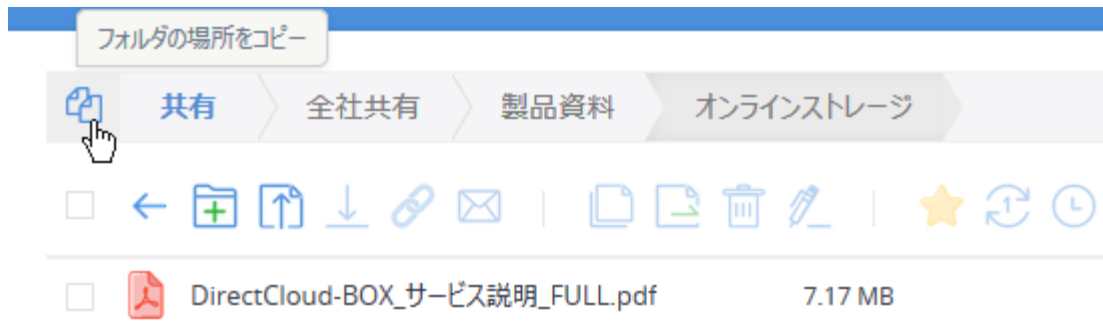 フォルダの場所をコピー
共有 全社共有 製品資料 オンラインストレージ
1
DirectCloud-BOX_サービス説明_FULL.pdf 7.17 MB